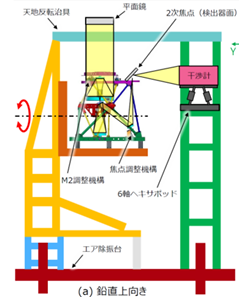 平面鏡
天地反転治具
2次焦点（検出器面）
干渉計
Y
焦点調整機構
M2調整機構
6軸ヘキサポッド
エア除振台
(a) 鉛直上向き